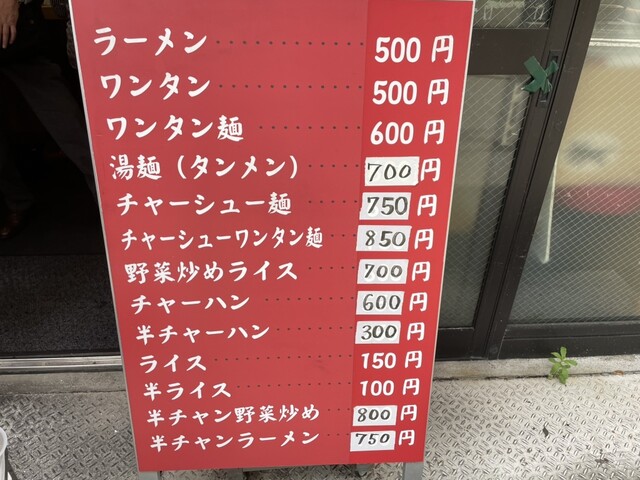 ラーメン 500円
ワンタン 500円
ワンタン麺 600円
湯麺（タンメン） 700円
チャーシュー麺 750円
チャーシューワンタン麺 850円
野菜炒めライス 700円
チャーハン 600円
半チャーハン 300円
ライス 150円
半ライス 100円
半チャン野菜炒め 800円
半チャンラーメン 750円